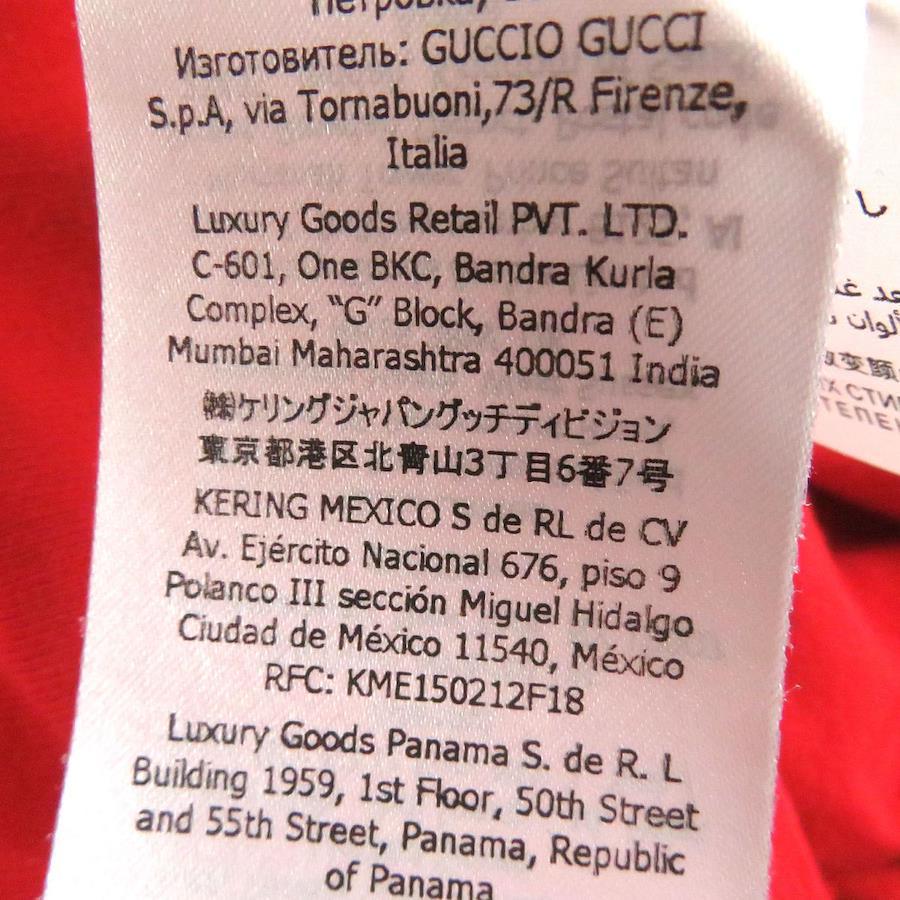 Петровка,
Изготовитель: GUCCIO GUCCI
S.p.A, via Tornabuoni,73/R Firenze,
Italia
Luxury Goods Retail PVT. LTD.
C-601, One BKC, Bandra Kurla
Complex, “G” Block, Bandra (E)
Mumbai Maharashtra 400051 India
㈱ケリングジャパングッチディビジョン
東京都港区北青山3丁目6番7号
KERING MEXICO S de RL de CV
Av. Ejército Nacional 676, piso 9
Polanco III sección Miguel Hidalgo
Ciudad de México 11540, México
RFC: KME150212F18
Luxury Goods Panama S. de R. L
Building 1959, 1st Floor, 50th Street
and 55th Street, Panama, Republic
of Panama